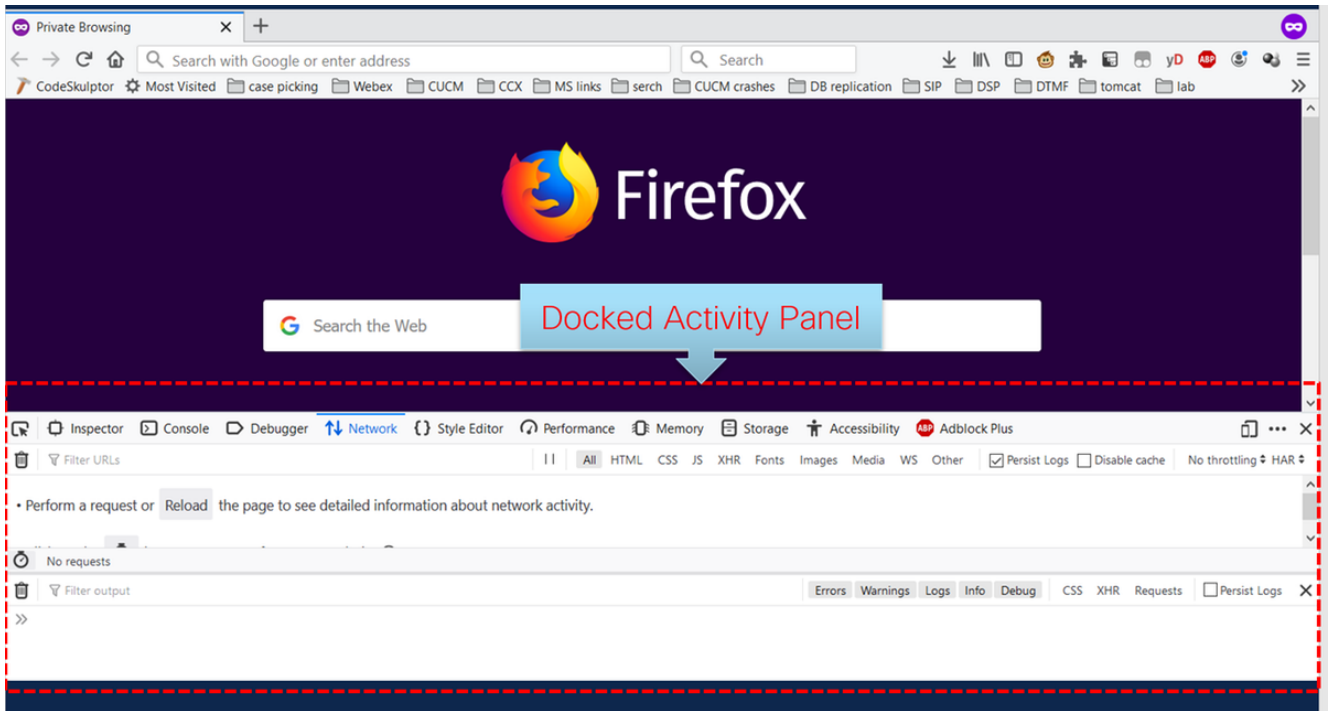 Private Browsing
Search with Google or enter address
Search
yD ABP
CodeSkulptor Most Visited case picking Webex CUCM CCX MS links serch CUCM crashes DB replication SIP DSP DTMF tomcat lab
Firefox
G Search the Web
Docked Activity Panel
Inspector Console Debugger Network {} Style Editor Performance Memory Storage Accessibility ABP Adblock Plus
Filter URLs All HTML CSS JS XHR Fonts Images Media WS Other Persist Logs Disable cache No throttling HAR
• Perform a request or Reload the page to see detailed information about network activity.
No requests
Filter output Errors Warnings Logs Info Debug CSS XHR Requests Persist Logs